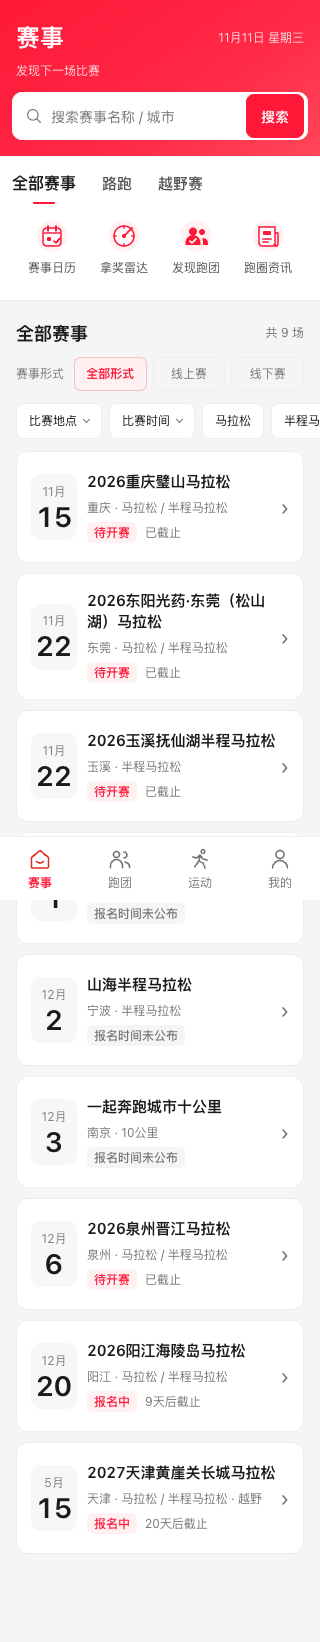 赛事
11月11日 星期三
发现下一场比赛
搜索赛事名称 / 城市
搜索
全部赛事
路跑
越野赛
赛事日历
拿奖雷达
发现跑团
跑圈资讯
全部赛事
共 9 场
赛事形式
全部形式
线上赛
线下赛
比赛地点
比赛时间
马拉松
半程马
11月
15
2026重庆璧山马拉松
重庆 · 马拉松 / 半程马拉松
待开赛
已截止
11月
22
2026东阳光药·东莞（松山
湖）马拉松
东莞 · 马拉松 / 半程马拉松
待开赛
已截止
11月
22
2026玉溪抚仙湖半程马拉松
玉溪 · 半程马拉松
待开赛
已截止
赛事
跑团
运动
我的
报名时间未公布
12月
2
山海半程马拉松
宁波 · 半程马拉松
报名时间未公布
12月
3
一起奔跑城市十公里
南京 · 10公里
报名时间未公布
12月
6
2026泉州晋江马拉松
泉州 · 马拉松 / 半程马拉松
待开赛
已截止
12月
20
2026阳江海陵岛马拉松
阳江 · 马拉松 / 半程马拉松
报名中
9天后截止
5月
15
2027天津黄崖关长城马拉松
天津 · 马拉松 / 半程马拉松 · 越野
报名中
20天后截止